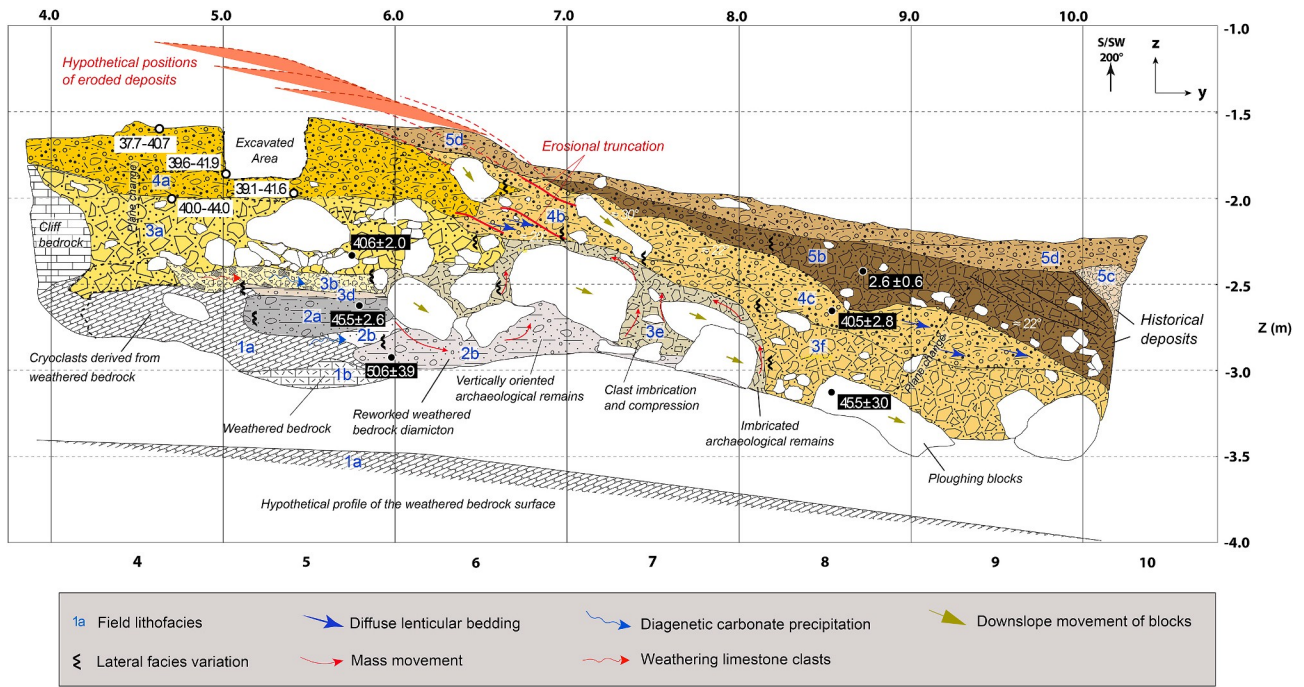 4.0 5.0 6.0 7.0 8.0 9.0 10.0
-1.0
S/SW
200°
z
y
Hypothetical positions
of eroded deposits
-1.5
37.7-40.7
Excavated
Area
5d
Erosional truncation
39.6-41.9
4a
39.1-41.6
Plane change
40.0-44.0
-2.0
4b
30°
3a
Cliff
bedrock
40.6±2.0
5b
5d
5c
3b
2.6 ±0.6
3d
-2.5
4c
45.5±2.6
2a
40.5±2.8
≈ 22°
Historical
deposits
Z (m)
2b
3e
3f
1a
2b
Plane change
Cryoclasts derived from
weathered bedrock
1b
50.6±3.9
Vertically oriented
archaeological remains
Clast imbrication
and compression
-3.0
45.5±3.0
Weathered bedrock
Reworked weathered
bedrock diamicton
Imbricated
archaeological remains
Ploughing blocks
1a
-3.5
Hypothetical profile of the weathered bedrock surface
-4.0
4 5 6 7 8 9 10
1a Field lithofacies
Diffuse lenticular bedding
Diagenetic carbonate precipitation
Downslope movement of blocks
Lateral facies variation
Mass movement
Weathering limestone clasts